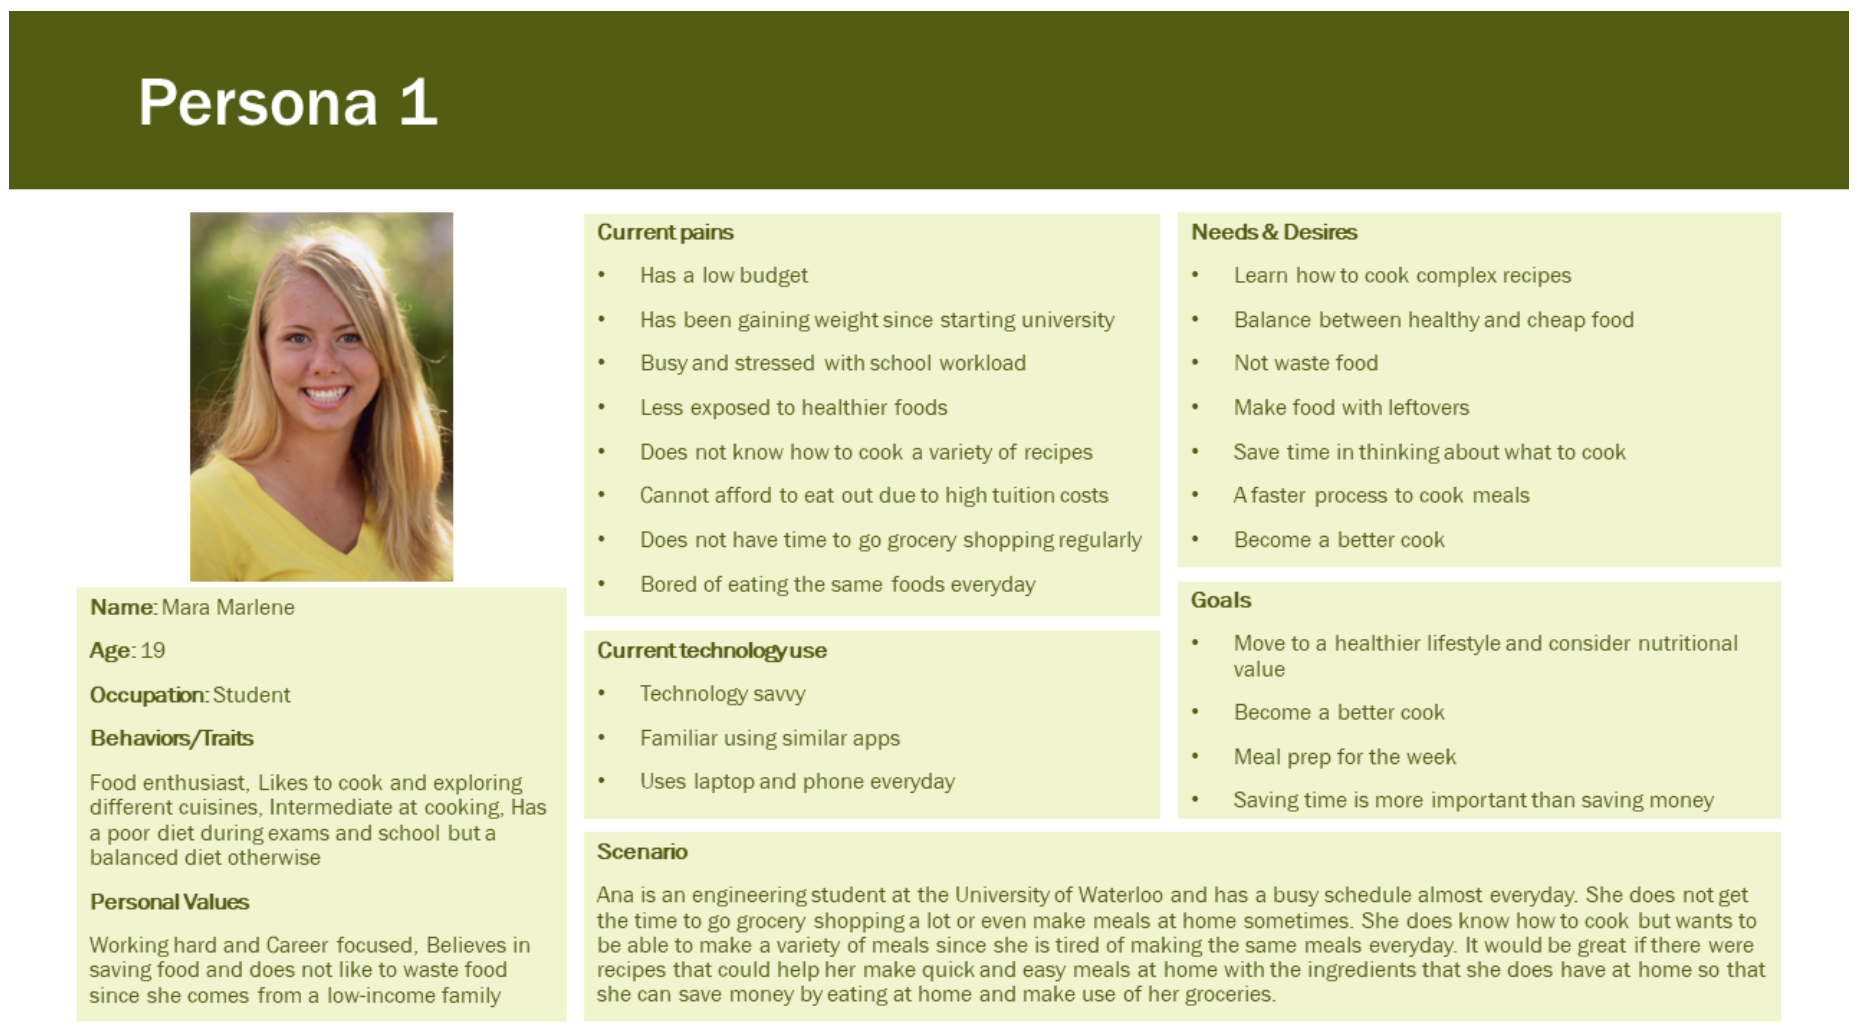 Persona 1
Name: Mara Marlene
Age: 19
Occupation: Student
Behaviors/Traits
Food enthusiast, Likes to cook and exploring
different cuisines, Intermediate at cooking, Has
a poor diet during exams and school but a
balanced diet otherwise
Personal Values
Working hard and Career focused, Believes in
saving food and does not like to waste food
since she comes from a low-income family
Current pains
• Has a low budget
• Has been gaining weight since starting university
• Busy and stressed with school workload
• Less exposed to healthier foods
• Does not know how to cook a variety of recipes
• Cannot afford to eat out due to high tuition costs
• Does not have time to go grocery shopping regularly
• Bored of eating the same foods everyday
Current technology use
• Technology savvy
• Familiar using similar apps
• Uses laptop and phone everyday
Needs & Desires
• Learn how to cook complex recipes
• Balance between healthy and cheap food
• Not waste food
• Make food with leftovers
• Save time in thinking about what to cook
• A faster process to cook meals
• Become a better cook
Goals
• Move to a healthier lifestyle and consider nutritional
value
• Become a better cook
• Meal prep for the week
• Saving time is more important than saving money
Scenario
Ana is an engineering student at the University of Waterloo and has a busy schedule almost everyday. She does not get
the time to go grocery shopping a lot or even make meals at home sometimes. She does know how to cook but wants to
be able to make a variety of meals since she is tired of making the same meals everyday. It would be great if there were
recipes that could help her make quick and easy meals at home with the ingredients that she does have at home so that
she can save money by eating at home and make use of her groceries.